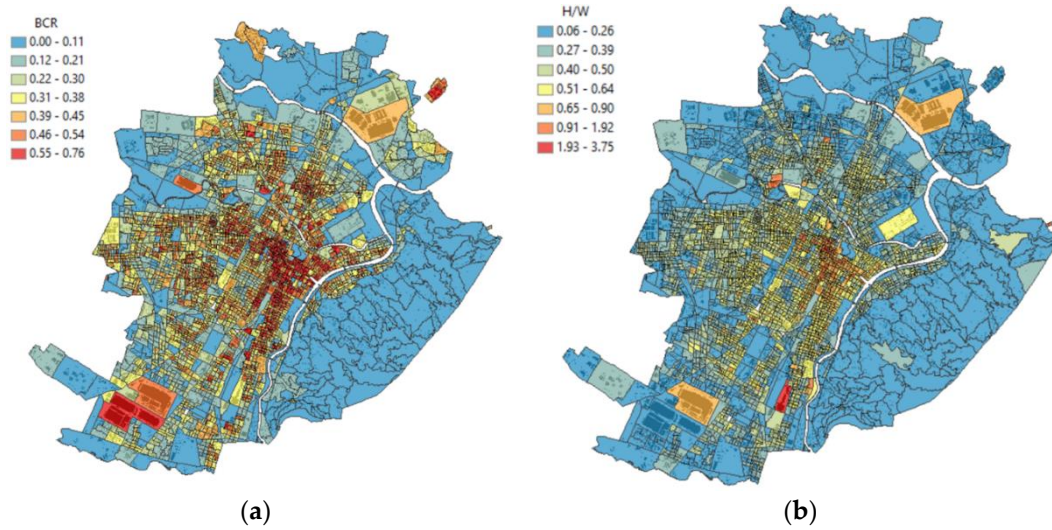 BCR
0.00 - 0.11
0.12 - 0.21
0.22 - 0.30
0.31 - 0.38
0.39 - 0.45
0.46 - 0.54
0.55 - 0.76
H/W
0.06 - 0.26
0.27 - 0.39
0.40 - 0.50
0.51 - 0.64
0.65 - 0.90
0.91 - 1.92
1.93 - 3.75
(a)
(b)